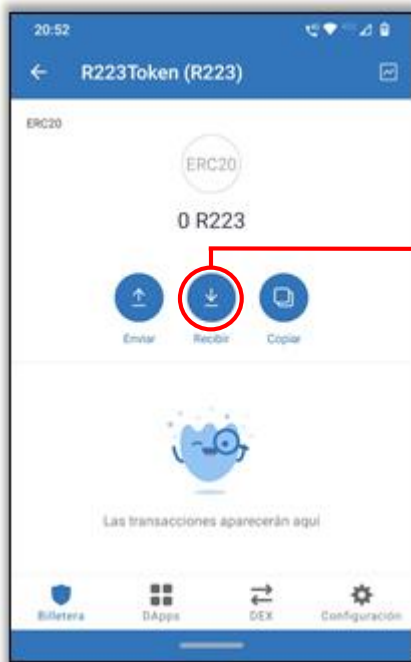 20:52
R223Token (R223)
ERC20
ERC20
0 R223
Enviar Recibir Copiar
Las transacciones aparecerán aquí
Billetera DApps DEX Configuración